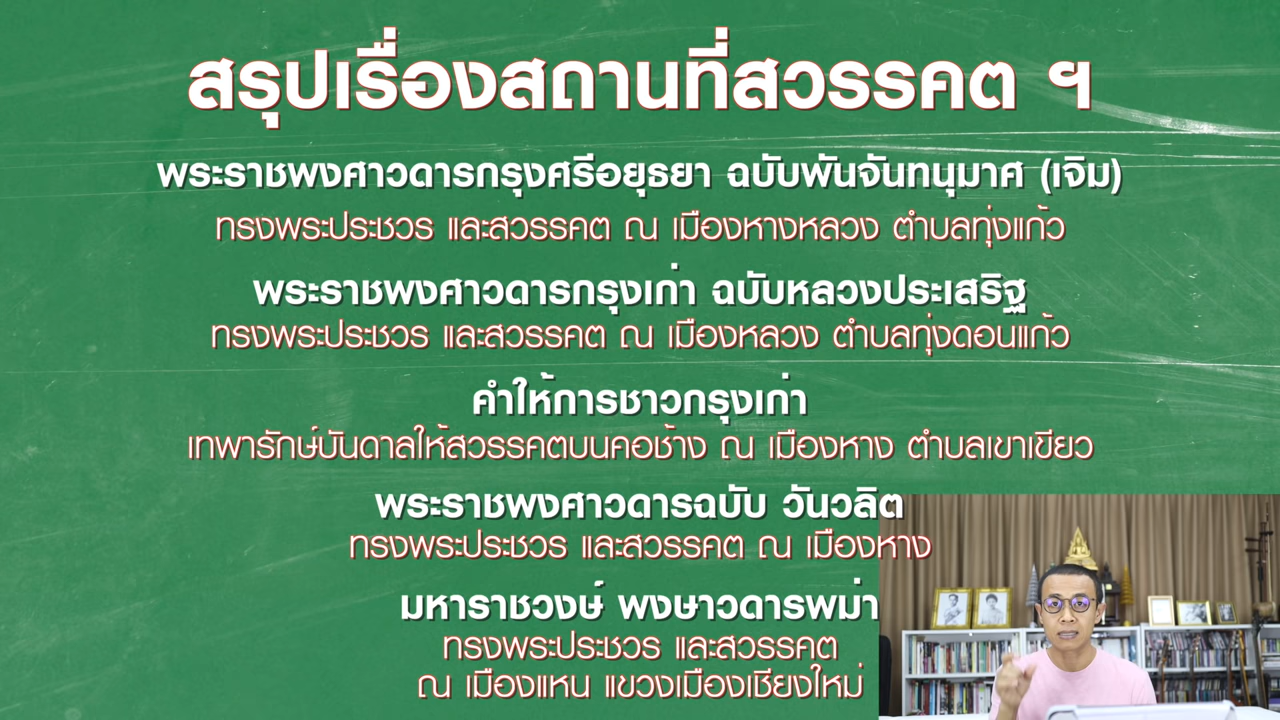 สรุปเรื่องสถานที่สวรรคต ฯ
พระราชพงศาวดารกรุงศรีอยุธยา ฉบับพันจันทนุมาศ (เจิม)
ทรงพระประชวร และสวรรคต ณ เมืองหางหลวง ตำบลทุ่งแก้ว
พระราชพงศาวดารกรุงเก่า ฉบับหลวงประเสริฐ
ทรงพระประชวร และสวรรคต ณ เมืองหลวง ตำบลทุ่งดอนแก้ว
คำให้การชาวกรุงเก่า
เทพารักษ์บันดาลให้สวรรคตบนคอช้าง ณ เมืองหาง ตำบลเขาเขียว
พระราชพงศาวดารฉบับ วันวลิต
ทรงพระประชวร และสวรรคต ณ เมืองหาง
มหาราชวงษ์ พงษาวดารพม่า
ทรงพระประชวร และสวรรคต
ณ เมืองแหน แขวงเมืองเชียงใหม่